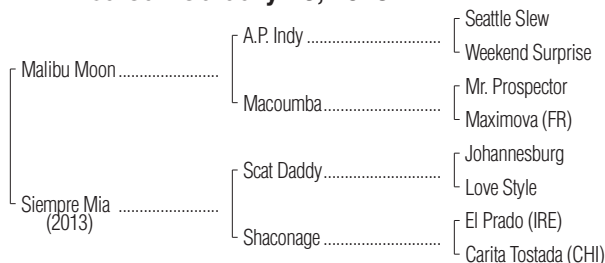 A.P. Indy
Seattle Slew
Weekend Surprise
Malibu Moon
Macoumba
Mr. Prospector
Maximova (FR)
Scat Daddy
Johannesburg
Love Style
Siempre Mia
(2013)
Shaconage
El Prado (IRE)
Carita Tostada (CHI)